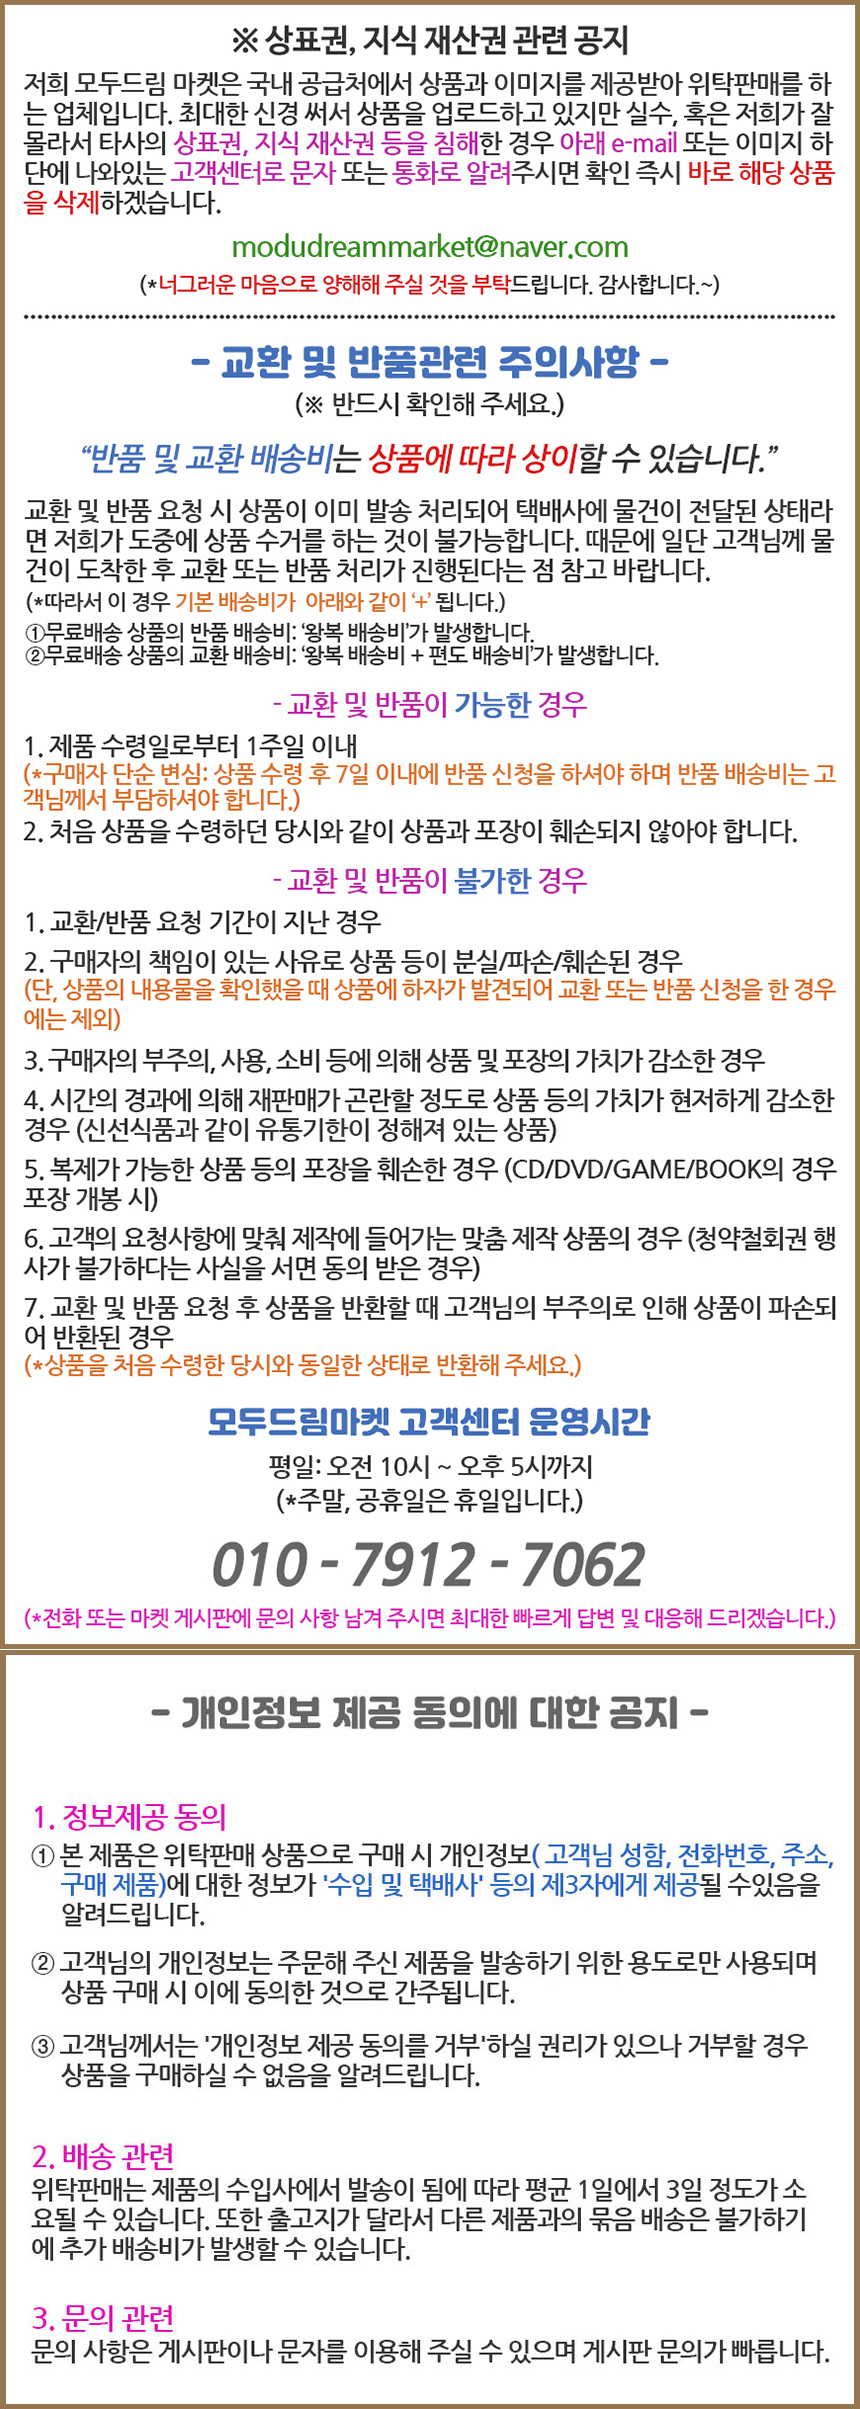 ※ 상표권, 지식 재산권 관련 공지
저희 모두드림 마켓은 국내 공급처에서 상품과 이미지를 제공받아 위탁판매를 하
는 업체입니다. 최대한 신경 써서 상품을 업로드하고 있지만 실수, 혹은 저희가 잘
몰라서 타사의 상표권, 지식 재산권 등을 침해한 경우 아래 e-mail 또는 이미지 하
단에 나와있는 고객센터로 문자 또는 통화로 알려주시면 확인 즉시 바로 해당 상품
을 삭제하겠습니다.
modudreammarket@naver.com
(*너그러운 마음으로 양해해 주실 것을 부탁드립니다. 감사합니다.~)
- 교환 및 반품관련 주의사항 -
(※ 반드시 확인해 주세요.)
“반품 및 교환 배송비는 상품에 따라 상이할 수 있습니다.”
교환 및 반품 요청 시 상품이 이미 발송 처리되어 택배사에 물건이 전달된 상태라
면 저희가 도중에 상품 수거를 하는 것이 불가능합니다. 때문에 일단 고객님께 물
건이 도착한 후 교환 또는 반품 처리가 진행된다는 점 참고 바랍니다.
(*따라서 이 경우 기본 배송비가 아래와 같이 ‘+’ 됩니다.)
①무료배송 상품의 반품 배송비: ‘왕복 배송비’가 발생합니다.
②무료배송 상품의 교환 배송비: ‘왕복 배송비 + 편도 배송비’가 발생합니다.
- 교환 및 반품이 가능한 경우
1. 제품 수령일로부터 1주일 이내
(*구매자 단순 변심: 상품 수령 후 7일 이내에 반품 신청을 하셔야 하며 반품 배송비는 고
객님께서 부담하셔야 합니다.)
2. 처음 상품을 수령하던 당시와 같이 상품과 포장이 훼손되지 않아야 합니다.
- 교환 및 반품이 불가한 경우
1. 교환/반품 요청 기간이 지난 경우
2. 구매자의 책임이 있는 사유로 상품 등이 분실/파손/훼손된 경우
(단, 상품의 내용물을 확인했을 때 상품에 하자가 발견되어 교환 또는 반품 신청을 한 경우
에는 제외)
3. 구매자의 부주의, 사용, 소비 등에 의해 상품 및 포장의 가치가 감소한 경우
4. 시간의 경과에 의해 재판매가 곤란할 정도로 상품 등의 가치가 현저하게 감소한
경우 (신선식품과 같이 유통기한이 정해져 있는 상품)
5. 복제가 가능한 상품 등의 포장을 훼손한 경우 (CD/DVD/GAME/BOOK의 경우
포장 개봉 시)
6. 고객의 요청사항에 맞춰 제작에 들어가는 맞춤 제작 상품의 경우 (청약철회권 행
사가 불가하다는 사실을 서면 동의 받은 경우)
7. 교환 및 반품 요청 후 상품을 반환할 때 고객님의 부주의로 인해 상품이 파손되
어 반환된 경우
(*상품을 처음 수령한 당시와 동일한 상태로 반환해 주세요.)
모두드림마켓 고객센터 운영시간
평일: 오전 10시 ~ 오후 5시까지
(*주말, 공휴일은 휴일입니다.)
010 - 7912 - 7062
(*전화 또는 마켓 게시판에 문의 사항 남겨 주시면 최대한 빠르게 답변 및 대응해 드리겠습니다.)
- 개인정보 제공 동의에 대한 공지 -
1. 정보제공 동의
① 본 제품은 위탁판매 상품으로 구매 시 개인정보( 고객님 성함, 전화번호, 주소,
구매 제품)에 대한 정보가 '수입 및 택배사' 등의 제3자에게 제공될 수있음을
알려드립니다.
② 고객님의 개인정보는 주문해 주신 제품을 발송하기 위한 용도로만 사용되며
상품 구매 시 이에 동의한 것으로 간주됩니다.
③ 고객님께서는 '개인정보 제공 동의를 거부'하실 권리가 있으나 거부할 경우
상품을 구매하실 수 없음을 알려드립니다.
2. 배송 관련
위탁판매는 제품의 수입사에서 발송이 됨에 따라 평균 1일에서 3일 정도가 소
요될 수 있습니다. 또한 출고지가 달라서 다른 제품과의 묶음 배송은 불가하기
에 추가 배송비가 발생할 수 있습니다.
3. 문의 관련
문의 사항은 게시판이나 문자를 이용해 주실 수 있으며 게시판 문의가 빠릅니다.